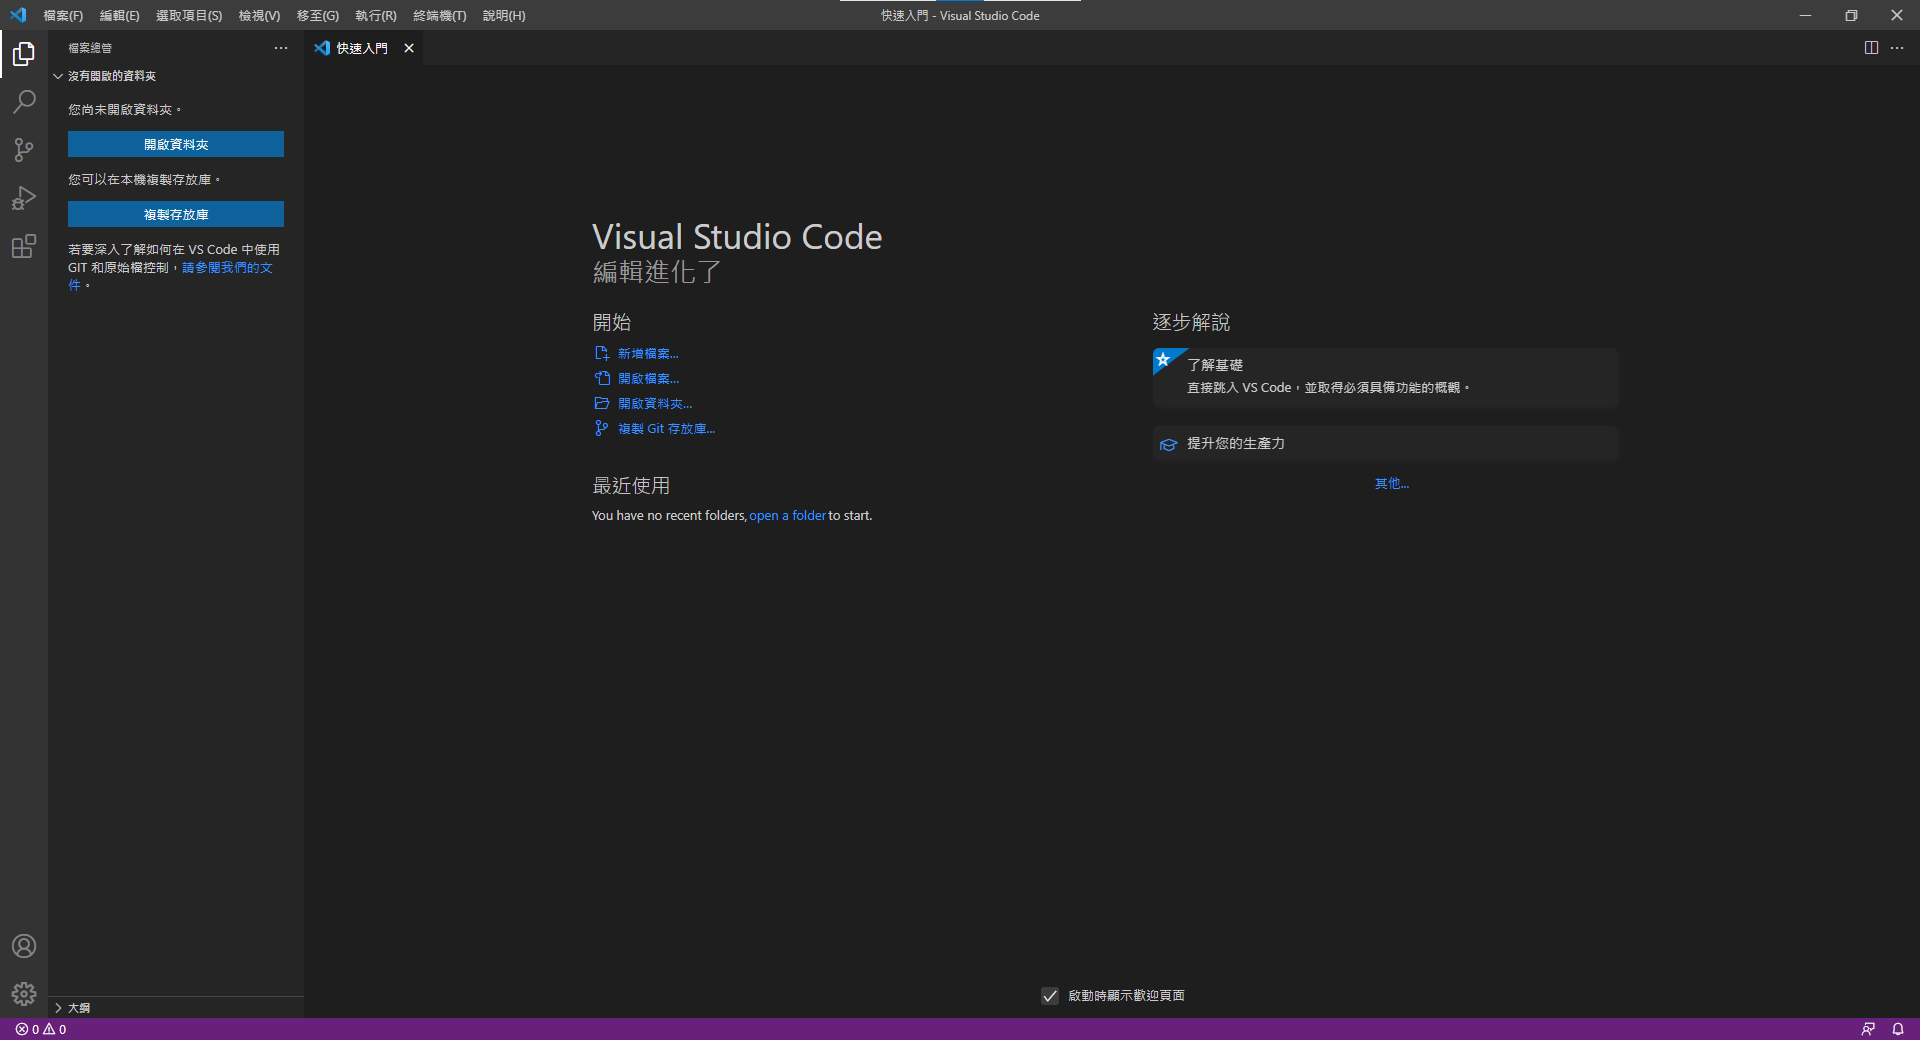 檔案(F) 編輯(E) 選取項目(S) 檢視(V) 移至(G) 執行(R) 終端機(T) 說明(H)
快速入門 - Visual Studio Code
檔案總管
快速入門
沒有開啟的資料夾
您尚未開啟資料夾。
開啟資料夾
您可以在本機複製存放庫。
複製存放庫
若要深入了解如何在 VS Code 中使用
GIT 和原始檔控制，請參閱我們的文
件。
大綱
Visual Studio Code
編輯進化了
開始
新增檔案...
開啟檔案...
開啟資料夾...
複製 Git 存放庫...
最近使用
You have no recent folders, open a folder to start.
逐步解說
了解基礎
直接跳入 VS Code，並取得必須具備功能的概觀。
提升您的生產力
其他...
啟動時顯示歡迎頁面
0 0